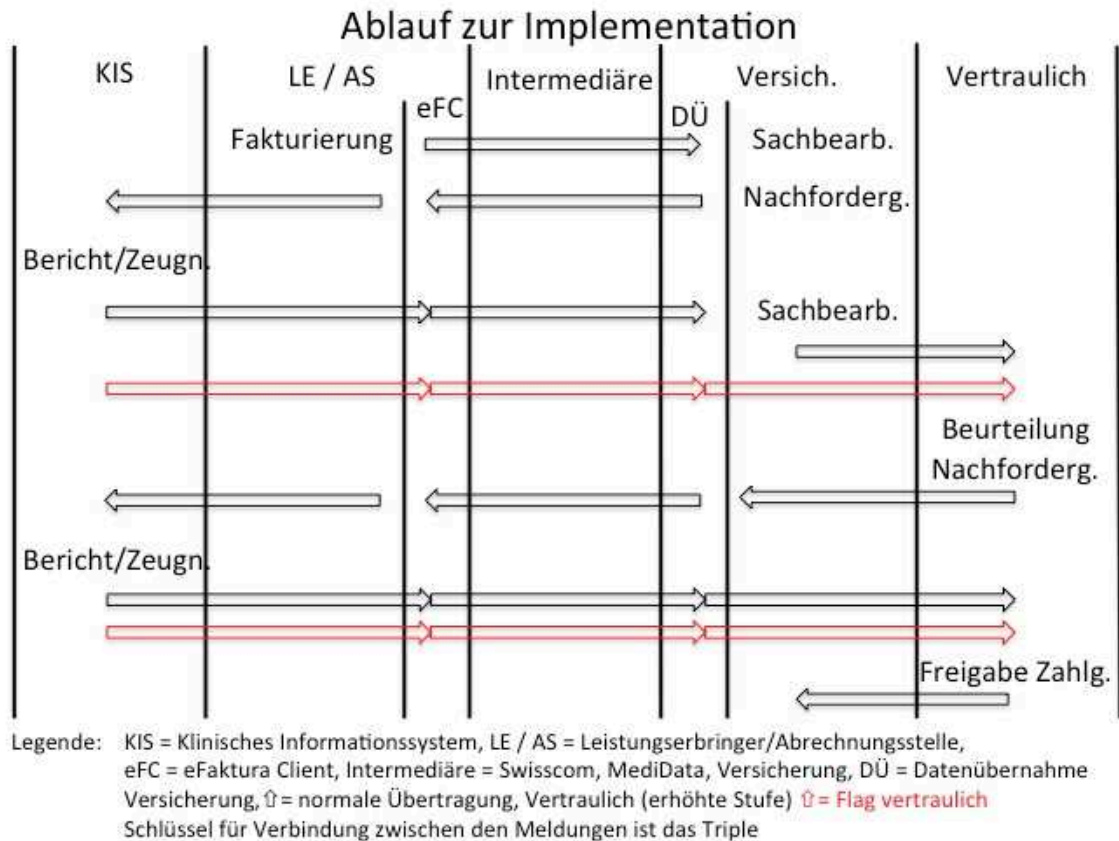 Ablauf zur Implementation
KIS
LE / AS
Intermediäre
Versich.
Vertraulich
eFC
DÜ
Fakturierung
Sachbearb.
Nachforderg.
Bericht/Zeugn.
Sachbearb.
Beurteilung
Nachforderg.
Bericht/Zeugn.
Freigabe Zahlg.
Legende: KIS = Klinisches Informationssystem, LE / AS = Leistungserbringer/Abrechnungsstelle,
eFC = eFaktura Client, Intermediäre = Swisscom, MediData, Versicherung, DÜ = Datenübernahme
Versicherung,⇧= normale Übertragung, Vertraulich (erhöhte Stufe) ⇧= Flag vertraulich
Schlüssel für Verbindung zwischen den Meldungen ist das Triple